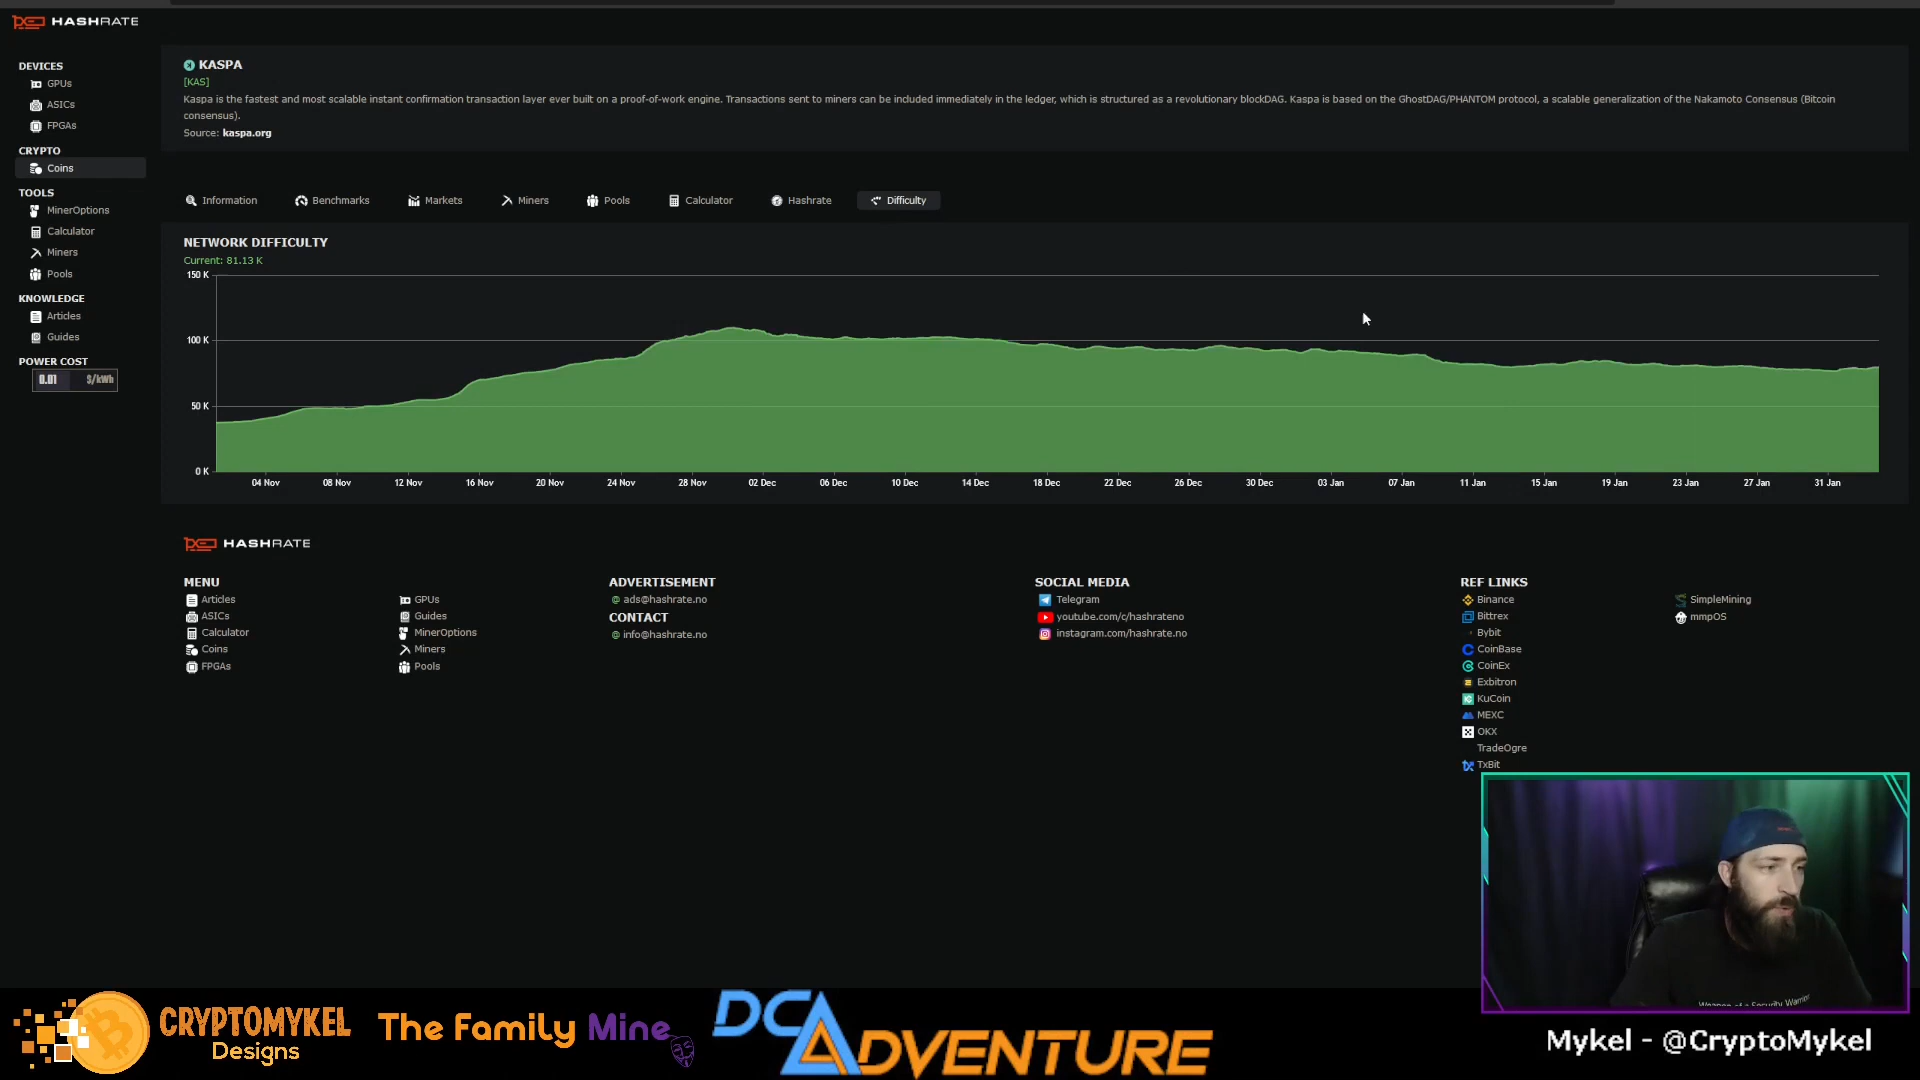 HASHRATE
DEVICES
GPUs
ASICs
FPGAs
CRYPTO
Coins
TOOLS
MinerOptions
Calculator
Miners
Pools
KNOWLEDGE
Articles
Guides
POWER COST
0.01 $/kWh
KASPA
[KAS]
Kaspa is the fastest and most scalable instant confirmation transaction layer ever built on a proof-of-work engine. Transactions sent to miners can be included immediately in the ledger, which is structured as a revolutionary blockDAG. Kaspa is based on the GhostDAG/PHANTOM protocol, a scalable generalization of the Nakamoto Consensus (Bitcoin
consensus).
Source: kaspa.org
Information Benchmarks Markets Miners Pools Calculator Hashrate Difficulty
NETWORK DIFFICULTY
Current: 81.13 K
150 K
100 K
50 K
0 K
04 Nov 08 Nov 12 Nov 16 Nov 20 Nov 24 Nov 28 Nov 02 Dec 06 Dec 10 Dec 14 Dec 18 Dec 22 Dec 26 Dec 30 Dec 03 Jan 07 Jan 11 Jan 15 Jan 19 Jan 23 Jan 27 Jan 31 Jan
HASHRATE
MENU
Articles
ASICs
Calculator
Coins
FPGAs
GPUs
Guides
MinerOptions
Miners
Pools
ADVERTISEMENT
@ ads@hashrate.no
CONTACT
@ info@hashrate.no
SOCIAL MEDIA
Telegram
youtube.com/c/hashrateno
instagram.com/hashrate.no
REF LINKS
Binance
Bittrex
Bybit
CoinBase
CoinEx
Exbitron
KuCoin
MEXC
OKX
TradeOgre
TxBit
SimpleMining
mmpOS
Weapon of a Security Warrior
CRYPTOMYKEL
Designs
The Family Mine
DCADVENTURE
Mykel - @CryptoMykel